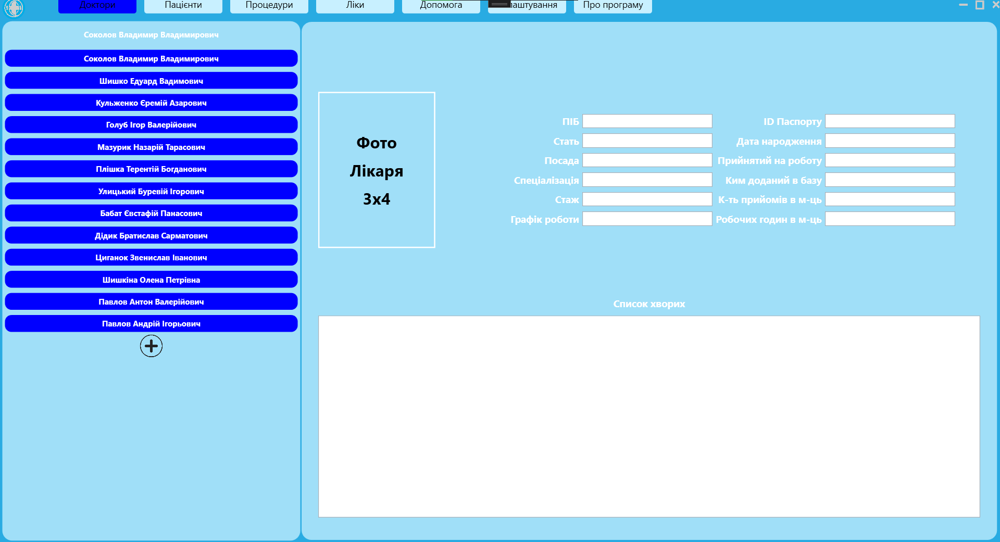 Доктори
Пацієнти
Процедури
Ліки
Допомога
Про програму
Соколов Владимир Владимирович
Соколов Владимир Владимирович
Шишко Едуард Вадимович
Кульженко Єремій Азарович
Голуб Ігор Валерійович
Мазурик Назарій Тарасович
Плішка Терентій Богданович
Улицький Буревій Ігорович
Бабат Євстафій Панасович
Дідик Братислав Сарматович
Циганок Звенислав Іванович
Шишкіна Олена Петрівна
Павлов Антон Валерійович
Павлов Андрій Ігорьович
Фото
Лікаря
3х4
ПІБ
Стать
Посада
Спеціалізація
Стаж
Графік роботи
ID Паспорту
Дата народження
Прийнятий на роботу
Ким доданий в базу
К-ть прийомів в м-ць
Робочих годин в м-ць
Список хворих